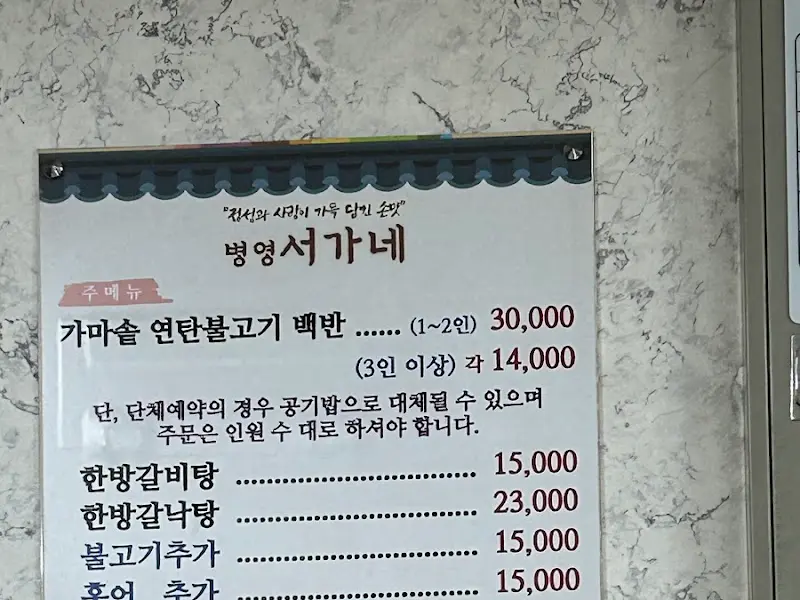 "정성과 사랑이 가득 담긴 손맛"
병영서가네
주메뉴
가마솥 연탄불고기 백반 ...... (1~2인) 30,000
(3인 이상) 각 14,000
단, 단체예약의 경우 공기밥으로 대체될 수 있으며
주문은 인원 수 대로 하셔야 합니다.
한방갈비탕 .................................. 15,000
한방갈낙탕 .................................. 23,000
불고기추가 .................................. 15,000
홍어 추가 .................................. 15,000